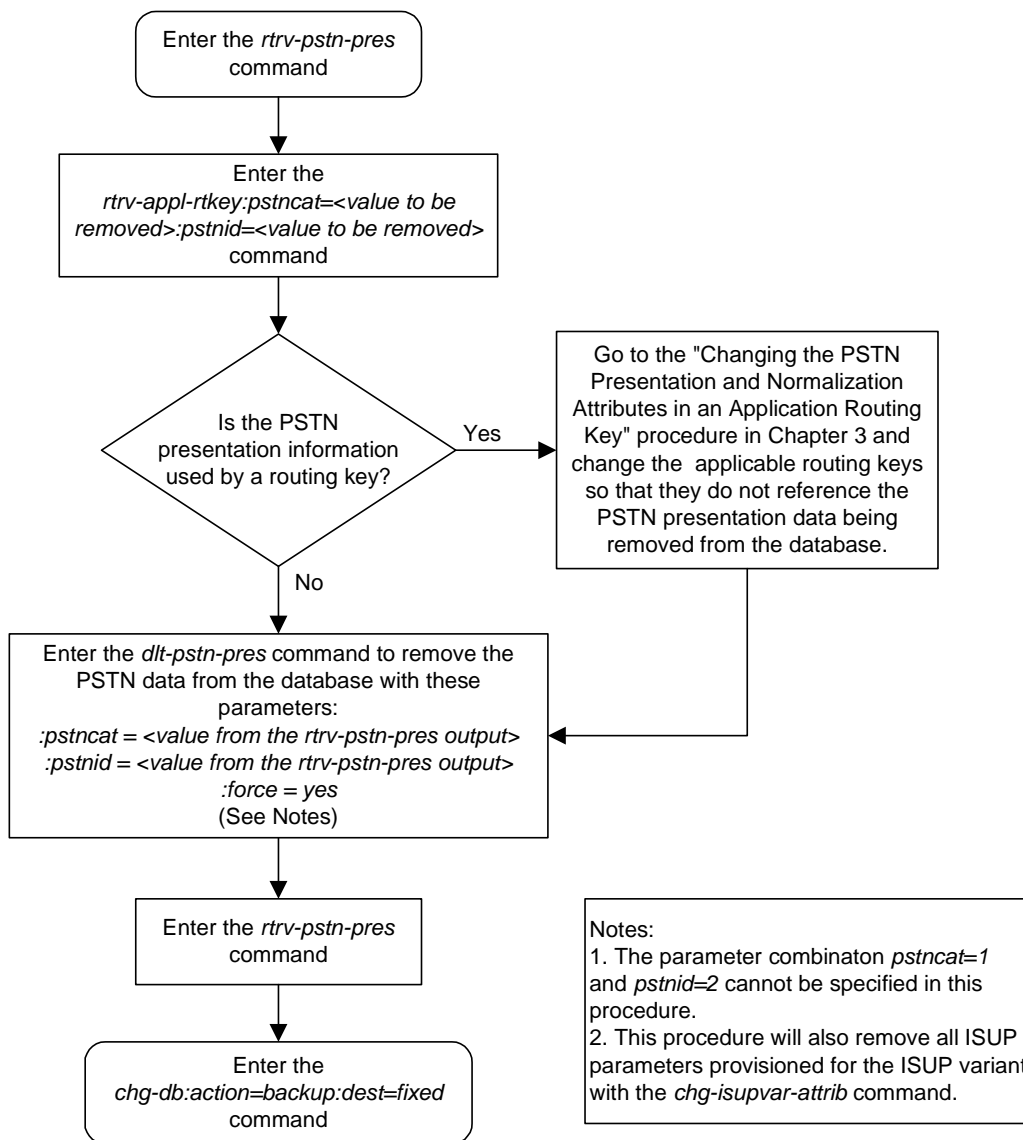 Enter the rtrv-pstn-pres
command
Enter the
rtrv-appl-rtkey:pstncat=<value to be
removed>:pstnid=<value to be removed>
command
Is the PSTN
presentation information
used by a routing key?
Yes
No
Go to the "Changing the PSTN
Presentation and Normalization
Attributes in an Application Routing
Key" procedure in Chapter 3 and
change the applicable routing keys
so that they do not reference the
PSTN presentation data being
removed from the database.
Enter the dlt-pstn-pres command to remove the
PSTN data from the database with these
parameters:
:pstncat = <value from the rtrv-pstn-pres output>
:pstnid = <value from the rtrv-pstn-pres output>
:force = yes
(See Notes)
Enter the rtrv-pstn-pres
command
Enter the
chg-db:action=backup:dest=fixed
command
Notes:
1. The parameter combinaton pstncat=1
and pstnid=2 cannot be specified in this
procedure.
2. This procedure will also remove all ISUP
parameters provisioned for the ISUP variant
with the chg-isupvar-attrib command.